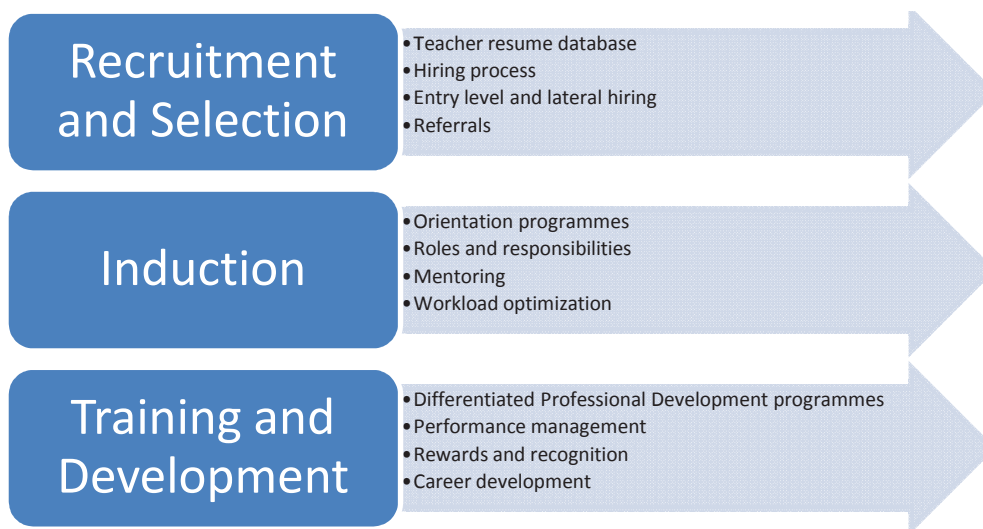 Recruitment
and Selection
•Teacher resume database
•Hiring process
•Entry level and lateral hiring
•Referrals
Induction
•Orientation programmes
•Roles and responsibilities
•Mentoring
•Workload optimization
Training and
Development
•Differentiated Professional Development programmes
•Performance management
•Rewards and recognition
•Career development